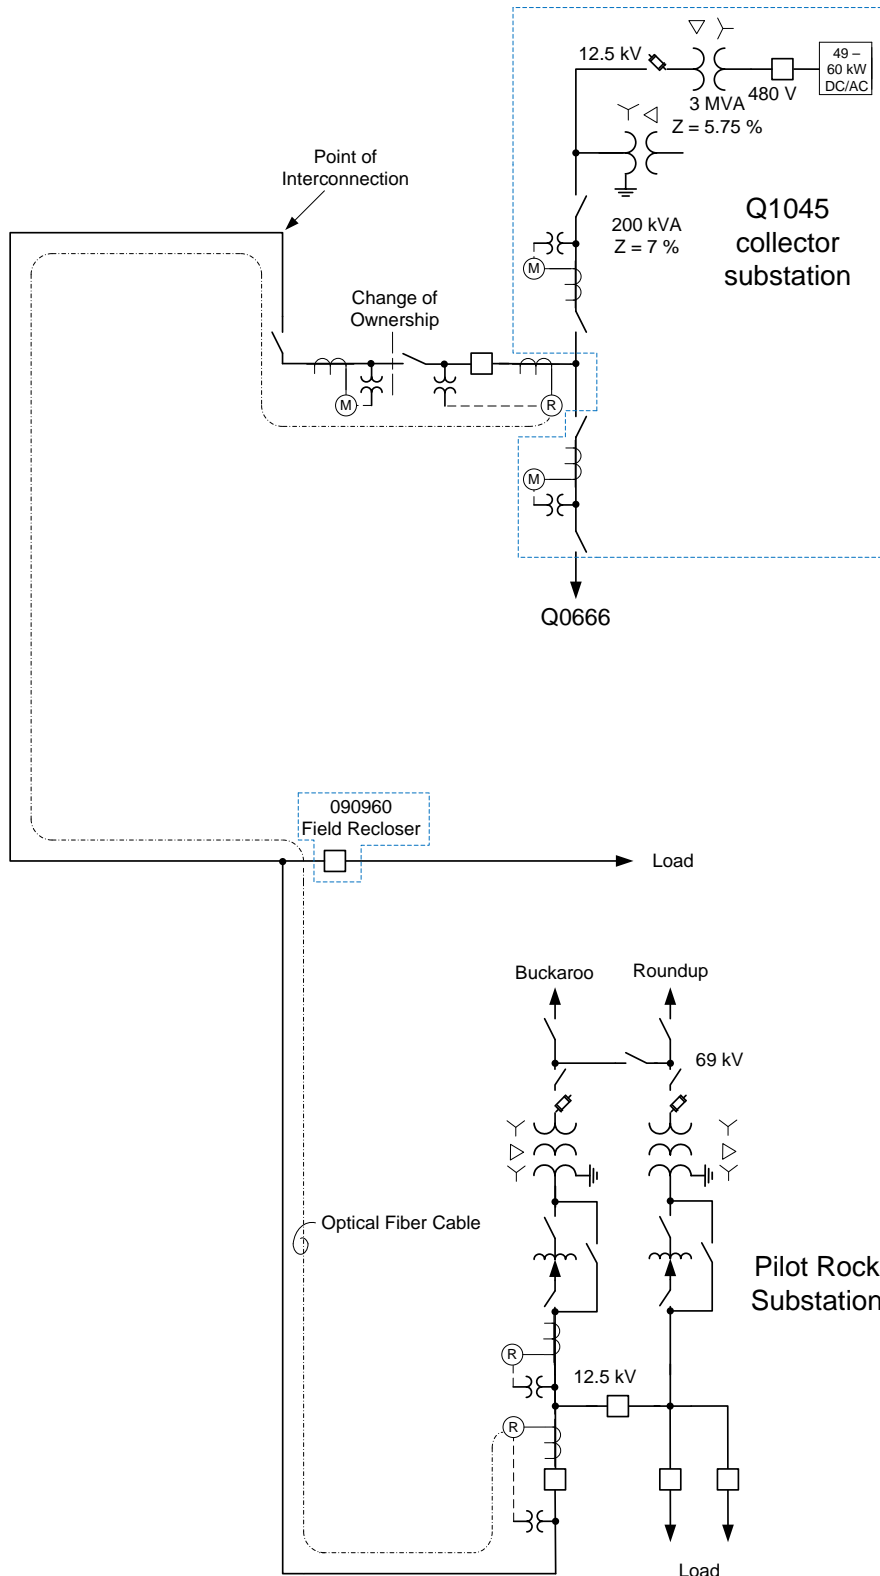 12.5 kV
49 –
60 kW
DC/AC
480 V
3 MVA
Z = 5.75 %
Point of
Interconnection
200 kVA
Z = 7 %
Q1045
collector
substation
M
Change of
Ownership
M
R
M
Q0666
090960
Field Recloser
Load
Buckaroo
Roundup
69 kV
Optical Fiber Cable
Pilot Rock
Substation
R
12.5 kV
R
Load